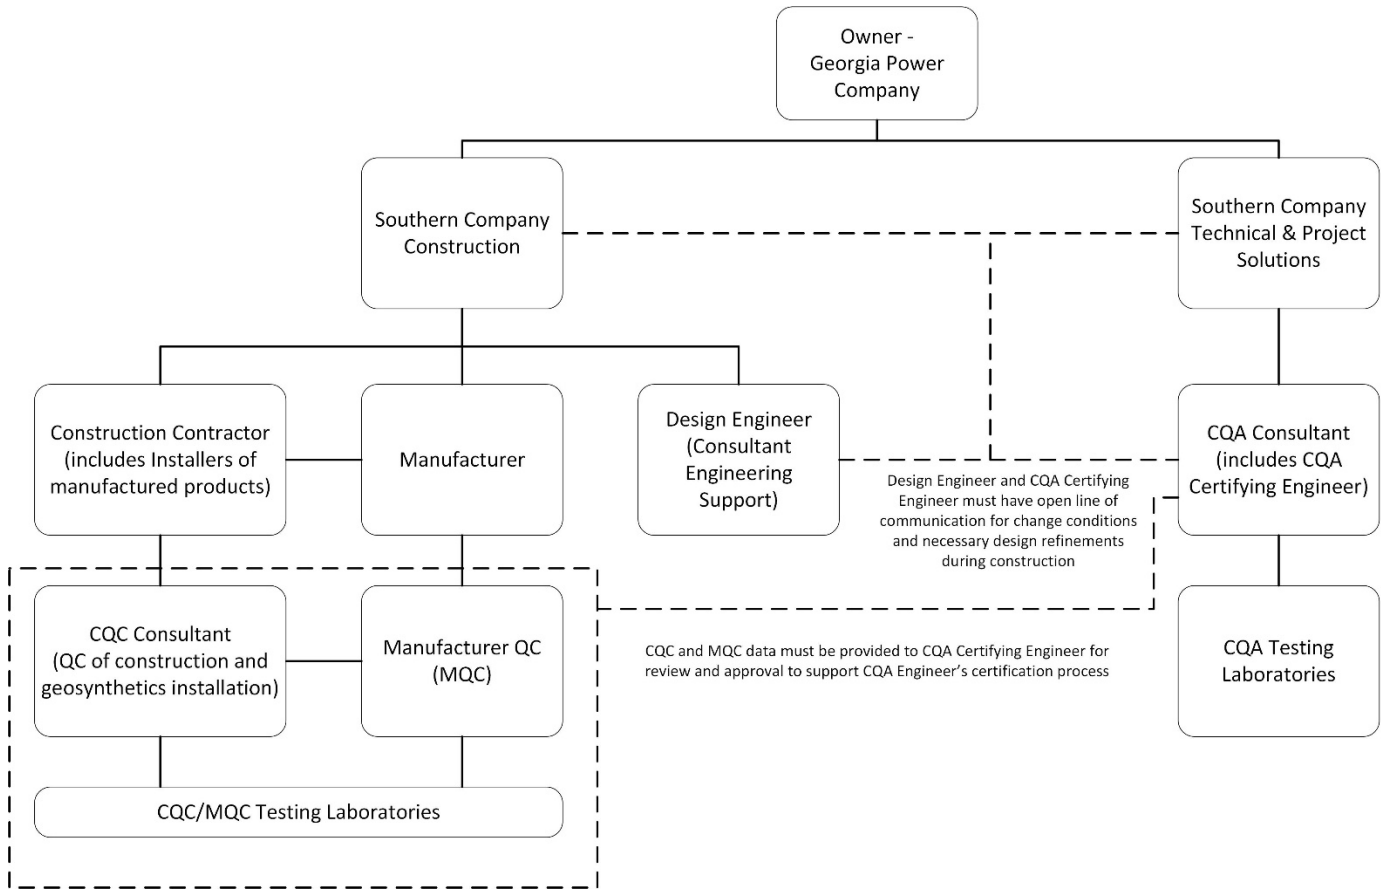 Owner -
Georgia Power
Company
Southern Company
Construction
Southern Company
Technical & Project
Solutions
Construction Contractor
(includes Installers of
manufactured products)
Manufacturer
Design Engineer
(Consultant
Engineering
Support)
CQA Consultant
(includes CQA
Certifying Engineer)
Design Engineer and CQA Certifying
Engineer must have open line of
communication for change conditions
and necessary design refinements
during construction
CQC Consultant
(QC of construction and
geosynthetics installation)
Manufacturer QC
(MQC)
CQC and MQC data must be provided to CQA Certifying Engineer for
review and approval to support CQA Engineer’s certification process
CQA Testing
Laboratories
CQC/MQC Testing Laboratories